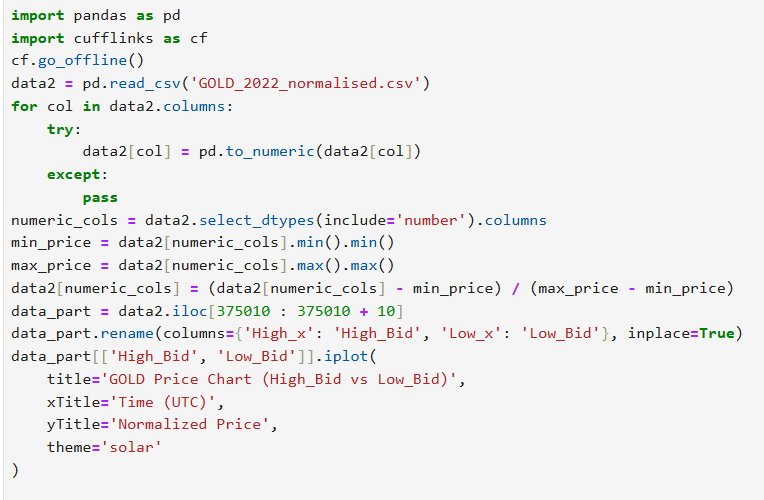 import pandas as pd
import cufflinks as cf
cf.go_offline()
data2 = pd.read_csv('GOLD_2022_normalised.csv')
for col in data2.columns:
    try:
        data2[col] = pd.to_numeric(data2[col])
    except:
        pass
numeric_cols = data2.select_dtypes(include='number').columns
min_price = data2[numeric_cols].min().min()
max_price = data2[numeric_cols].max().max()
data2[numeric_cols] = (data2[numeric_cols] - min_price) / (max_price - min_price)
data_part = data2.iloc[375010 : 375010 + 10]
data_part.rename(columns={'High_x': 'High_Bid', 'Low_x': 'Low_Bid'}, inplace=True)
data_part[['High_Bid', 'Low_Bid']].iplot(
    title='GOLD Price Chart (High_Bid vs Low_Bid)',
    xTitle='Time (UTC)',
    yTitle='Normalized Price',
    theme='solar'
)